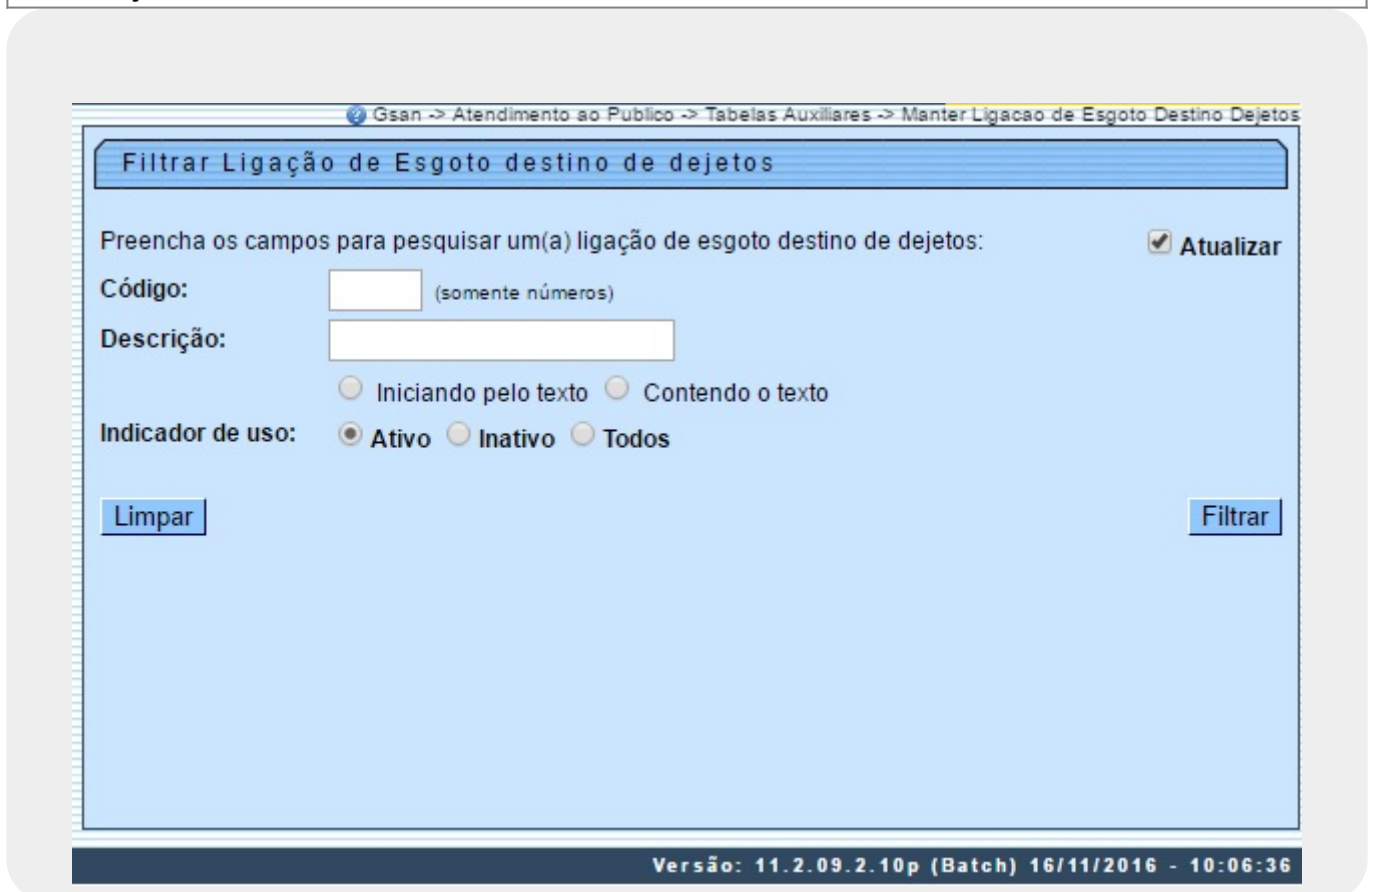 Gsan -> Atendimento ao Publico -> Tabelas Auxiliares -> Manter Ligacao de Esgoto Destino Dejetos
Filtrar Ligação de Esgoto destino de dejetos
Preencha os campos para pesquisar um(a) ligação de esgoto destino de dejetos: Atualizar
Código: (somente números)
Descrição:
Iniciando pelo texto Contendo o texto
Indicador de uso: Ativo Inativo Todos
Limpar Filtrar
Versão: 11.2.09.2.10p (Batch) 16/11/2016 - 10:06:36